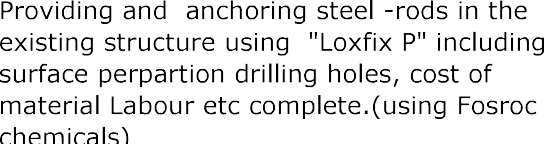 Providing and  anchoring steel -rods in the
existing structure using  "Loxfix P" including
surface perpartion drilling holes, cost of
material Labour etc complete.(using Fosroc
chemicals)